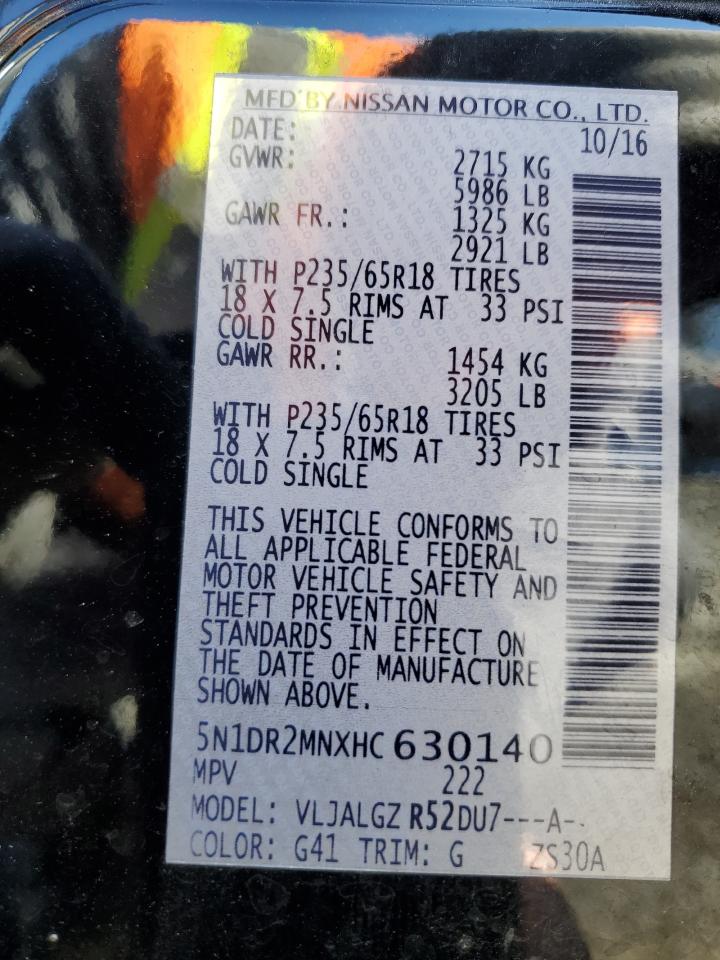 MFD BY NISSAN MOTOR CO., LTD.
DATE: 10/16
GVWR: 2715 KG
5986 LB
GAWR FR.: 1325 KG
2921 LB
WITH P235/65R18 TIRES
18 X 7.5 RIMS AT 33 PSI
COLD SINGLE
GAWR RR.: 1454 KG
3205 LB
WITH P235/65R18 TIRES
18 X 7.5 RIMS AT 33 PSI
COLD SINGLE
THIS VEHICLE CONFORMS TO
ALL APPLICABLE FEDERAL
MOTOR VEHICLE SAFETY AND
THEFT PREVENTION
STANDARDS IN EFFECT ON
THE DATE OF MANUFACTURE
SHOWN ABOVE.
5N1DR2MNXHC 630140
MPV 222
MODEL: VLJALGZ R52DU7---A-.
COLOR: G41 TRIM: G ZS30A